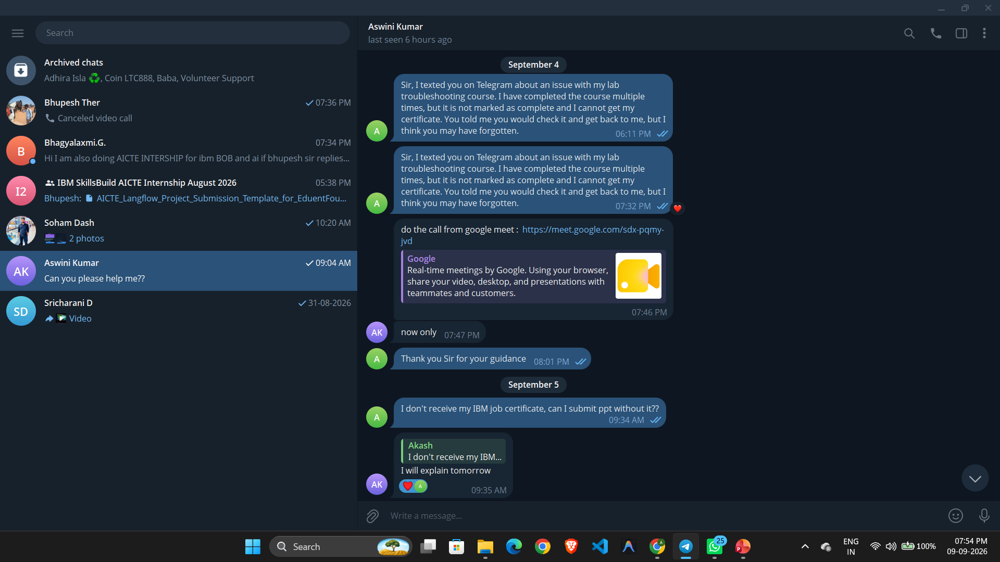 Search
Archived chats
Adhira Isla ♻, Coin LTC888, Baba, Volunteer Support
Bhupesh Ther
07:36 PM
Canceled video call
B
Bhagyalaxmi.G.
07:34 PM
Hi I am also doing AICTE INTERSHIP for ibm BOB and ai if bhupesh sir replies...
I2
IBM SkillsBuild AICTE Internship August 2026
05:38 PM
Bhupesh: AICTE_Langflow_Project_Submission_Template_for_EduentFou...
Soham Dash
10:20 AM
2 photos
AK
Aswini Kumar
09:04 AM
Can you please help me??
SD
Sricharani D
31-08-2026
Video
Aswini Kumar
last seen 6 hours ago
September 4
Sir, I texted you on Telegram about an issue with my lab
troubleshooting course. I have completed the course multiple
times, but it is not marked as complete and I cannot get my
certificate. You told me you would check it and get back to me, but I
think you may have forgotten.
06:11 PM
A
Sir, I texted you on Telegram about an issue with my lab
troubleshooting course. I have completed the course multiple
times, but it is not marked as complete and I cannot get my
certificate. You told me you would check it and get back to me, but I
think you may have forgotten.
07:32 PM
A
do the call from google meet : https://meet.google.com/sdx-pqmy-
jvd
Google
Real-time meetings by Google. Using your browser,
share your video, desktop, and presentations with
teammates and customers.
07:46 PM
AK
now only
07:47 PM
A
Thank you Sir for your guidance
08:01 PM
September 5
I don't receive my IBM job certificate, can I submit ppt without it??
09:34 AM
A
Akash
I don't receive my IBM...
I will explain tomorrow
A
09:35 AM
AK
Write a message...
Search
A
25
P
ENG
IN
100%
07:54 PM
09-09-2026